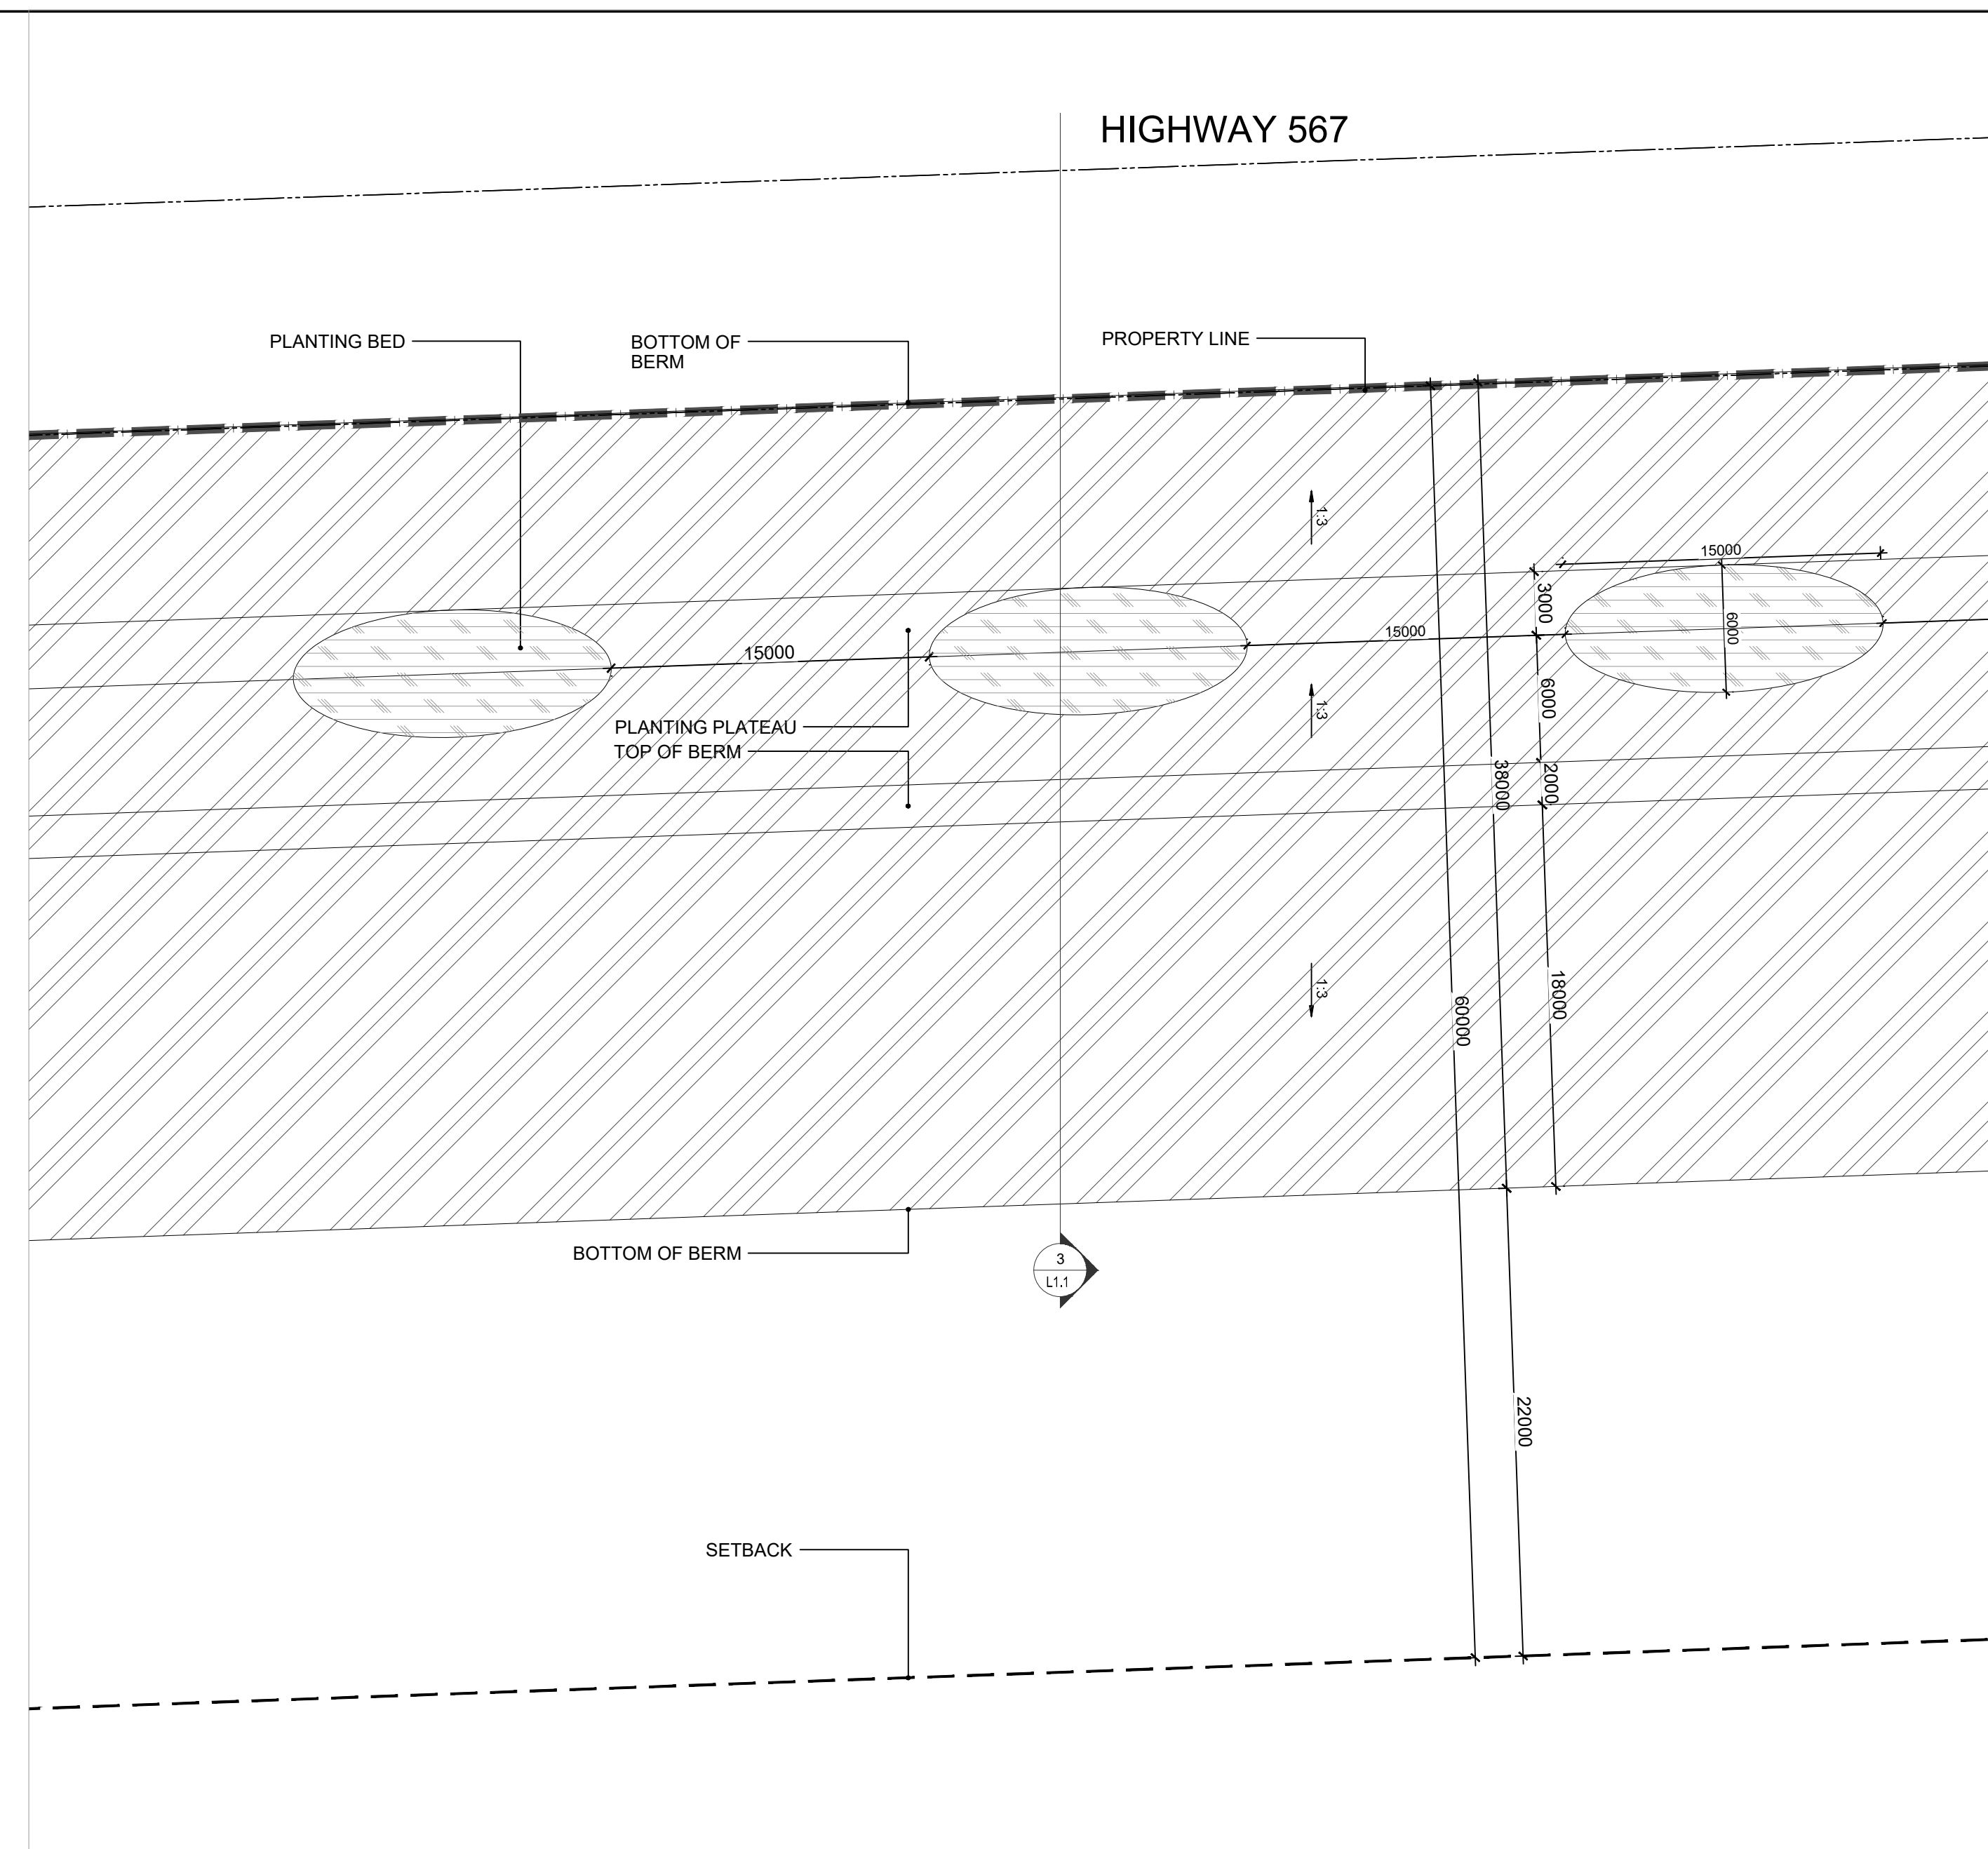 HIGHWAY 567
PLANTING BED
BOTTOM OF
BERM
PROPERTY LINE
1:3
15000
3000
6000
15000
15000
1:3
6000
PLANTING PLATEAU
TOP OF BERM
38000
2000
1:3
18000
60000
BOTTOM OF BERM
3
L1.1
22000
SETBACK